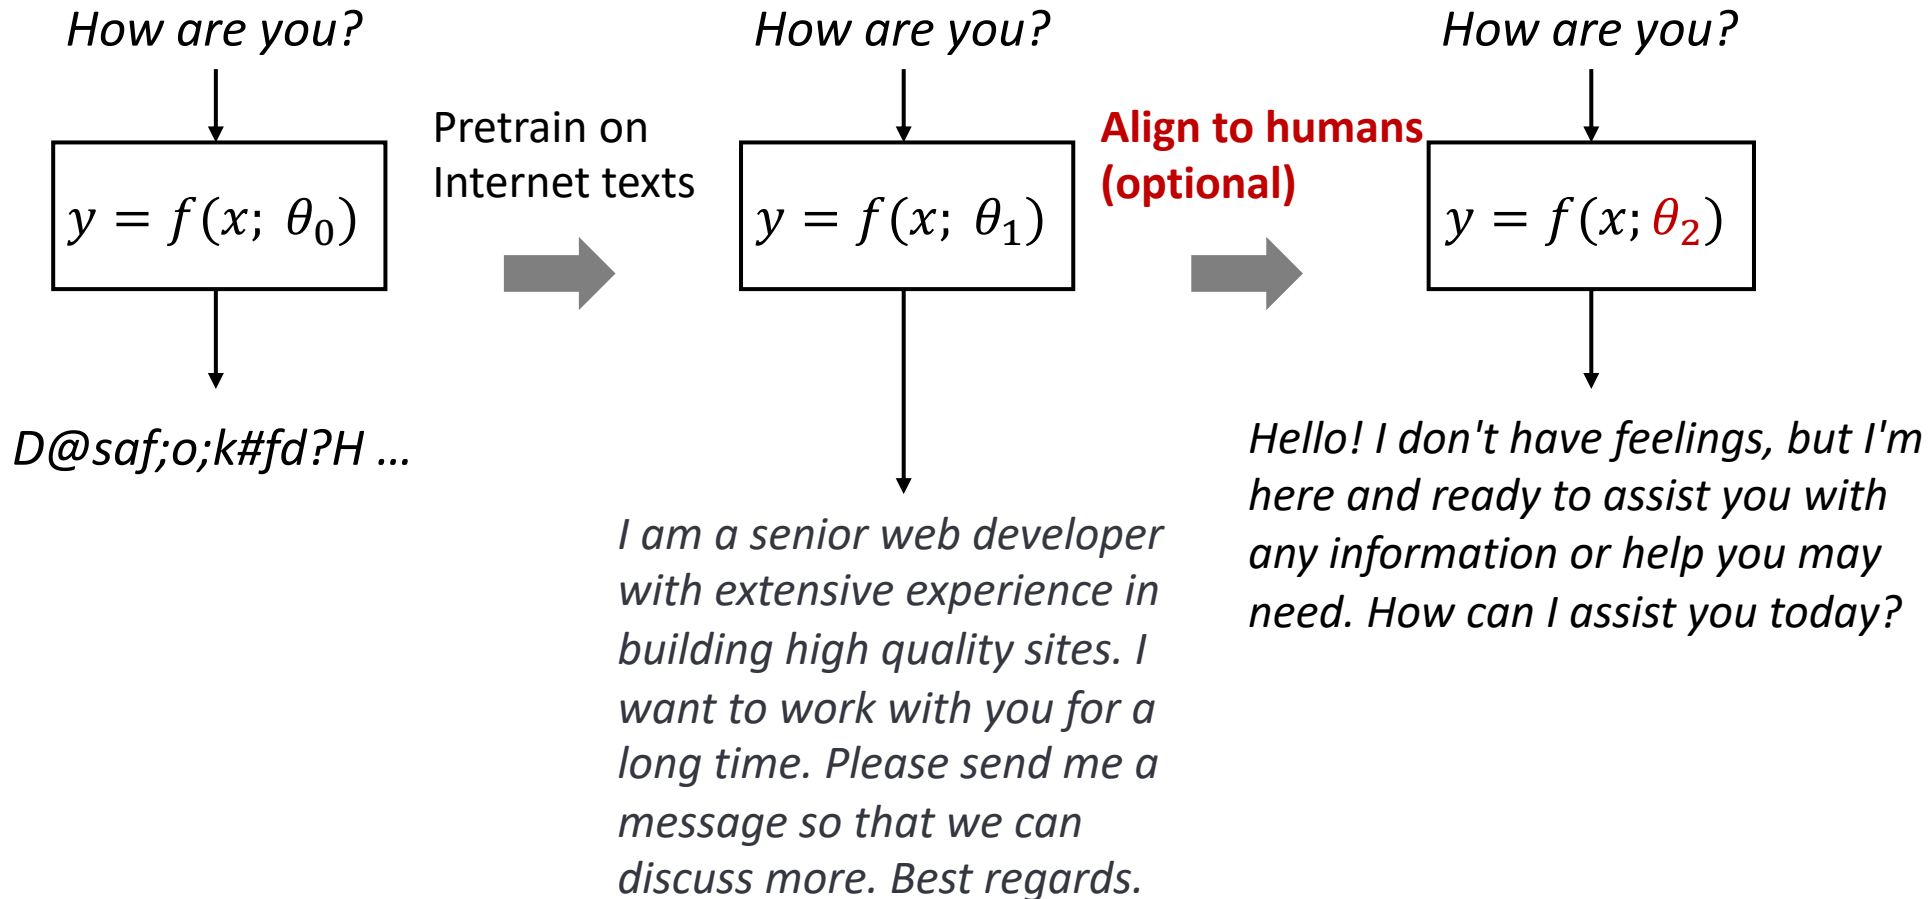 How are you?
y = f(x; θ₀)
D@saf;o;k#fd?H ...
Pretrain on
Internet texts
How are you?
y = f(x; θ₁)
I am a senior web developer
with extensive experience in
building high quality sites. I
want to work with you for a
long time. Please send me a
message so that we can
discuss more. Best regards.
Align to humans
(optional)
How are you?
y = f(x; θ₂)
Hello! I don't have feelings, but I'm
here and ready to assist you with
any information or help you may
need. How can I assist you today?